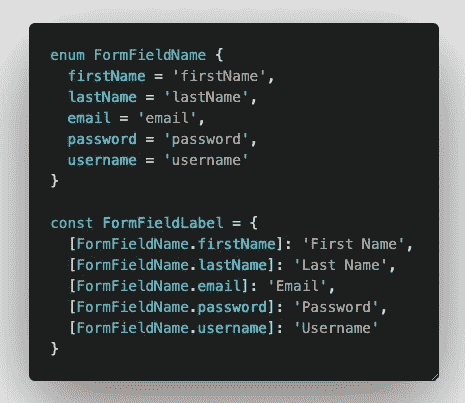 enum FormFieldName {
  firstName = 'firstName',
  lastName = 'lastName',
  email = 'email',
  password = 'password',
  username = 'username'
}

const FormFieldLabel = {
  [FormFieldName.firstName]: 'First Name',
  [FormFieldName.lastName]: 'Last Name',
  [FormFieldName.email]: 'Email',
  [FormFieldName.password]: 'Password',
  [FormFieldName.username]: 'Username'
}